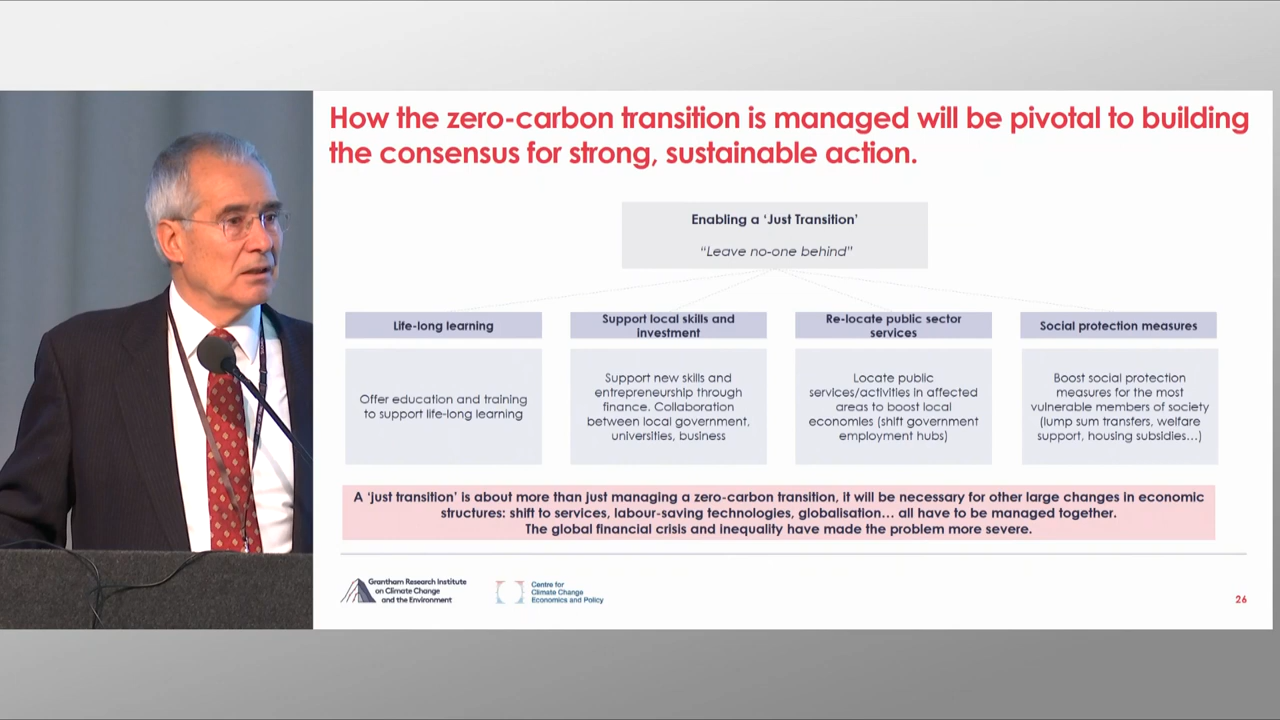 How the zero-carbon transition is managed will be pivotal to building
the consensus for strong, sustainable action.
Enabling a ‘Just Transition’
“Leave no-one behind”
Life-long learning
Offer education and training
to support life-long learning
Support local skills and
investment
Support new skills and
entrepreneurship through
finance. Collaboration
between local government,
universities, business
Re-locate public sector
services
Locate public
services/activities in affected
areas to boost local
economies (shift government
employment hubs)
Social protection measures
Boost social protection
measures for the most
vulnerable members of society
(lump sum transfers, welfare
support, housing subsidies…)
A ‘just transition’ is about more than just managing a zero-carbon transition, it will be necessary for other large changes in economic
structures: shift to services, labour-saving technologies, globalisation… all have to be managed together.
The global financial crisis and inequality have made the problem more severe.
Grantham Research Institute
on Climate Change
and the Environment
Centre for
Climate Change
Economics and Policy
26